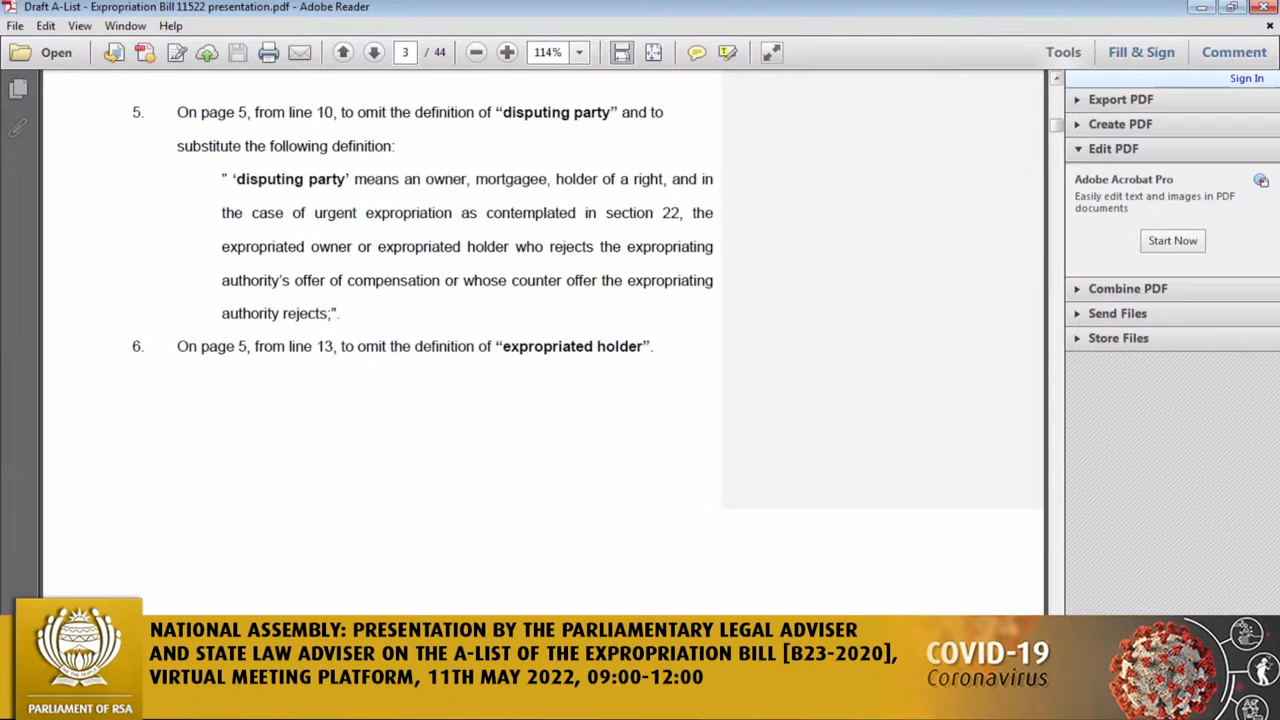 Draft A-List - Expropriation Bill 11522 presentation.pdf - Adobe Reader
File Edit View Window Help
Open 3 / 44 114% Tools Fill & Sign Comment
Sign In
Export PDF
Create PDF
Edit PDF
Adobe Acrobat Pro
Easily edit text and images in PDF
documents
Start Now
Combine PDF
Send Files
Store Files
5. On page 5, from line 10, to omit the definition of “disputing party” and to
substitute the following definition:
” ‘disputing party’ means an owner, mortgagee, holder of a right, and in
the case of urgent expropriation as contemplated in section 22, the
expropriated owner or expropriated holder who rejects the expropriating
authority’s offer of compensation or whose counter offer the expropriating
authority rejects;”.
6. On page 5, from line 13, to omit the definition of “expropriated holder”.
NATIONAL ASSEMBLY: PRESENTATION BY THE PARLIAMENTARY LEGAL ADVISER
AND STATE LAW ADVISER ON THE A-LIST OF THE EXPROPRIATION BILL [B23-2020],
VIRTUAL MEETING PLATFORM, 11TH MAY 2022, 09:00-12:00
PARLIAMENT OF RSA
COVID-19
Coronavirus